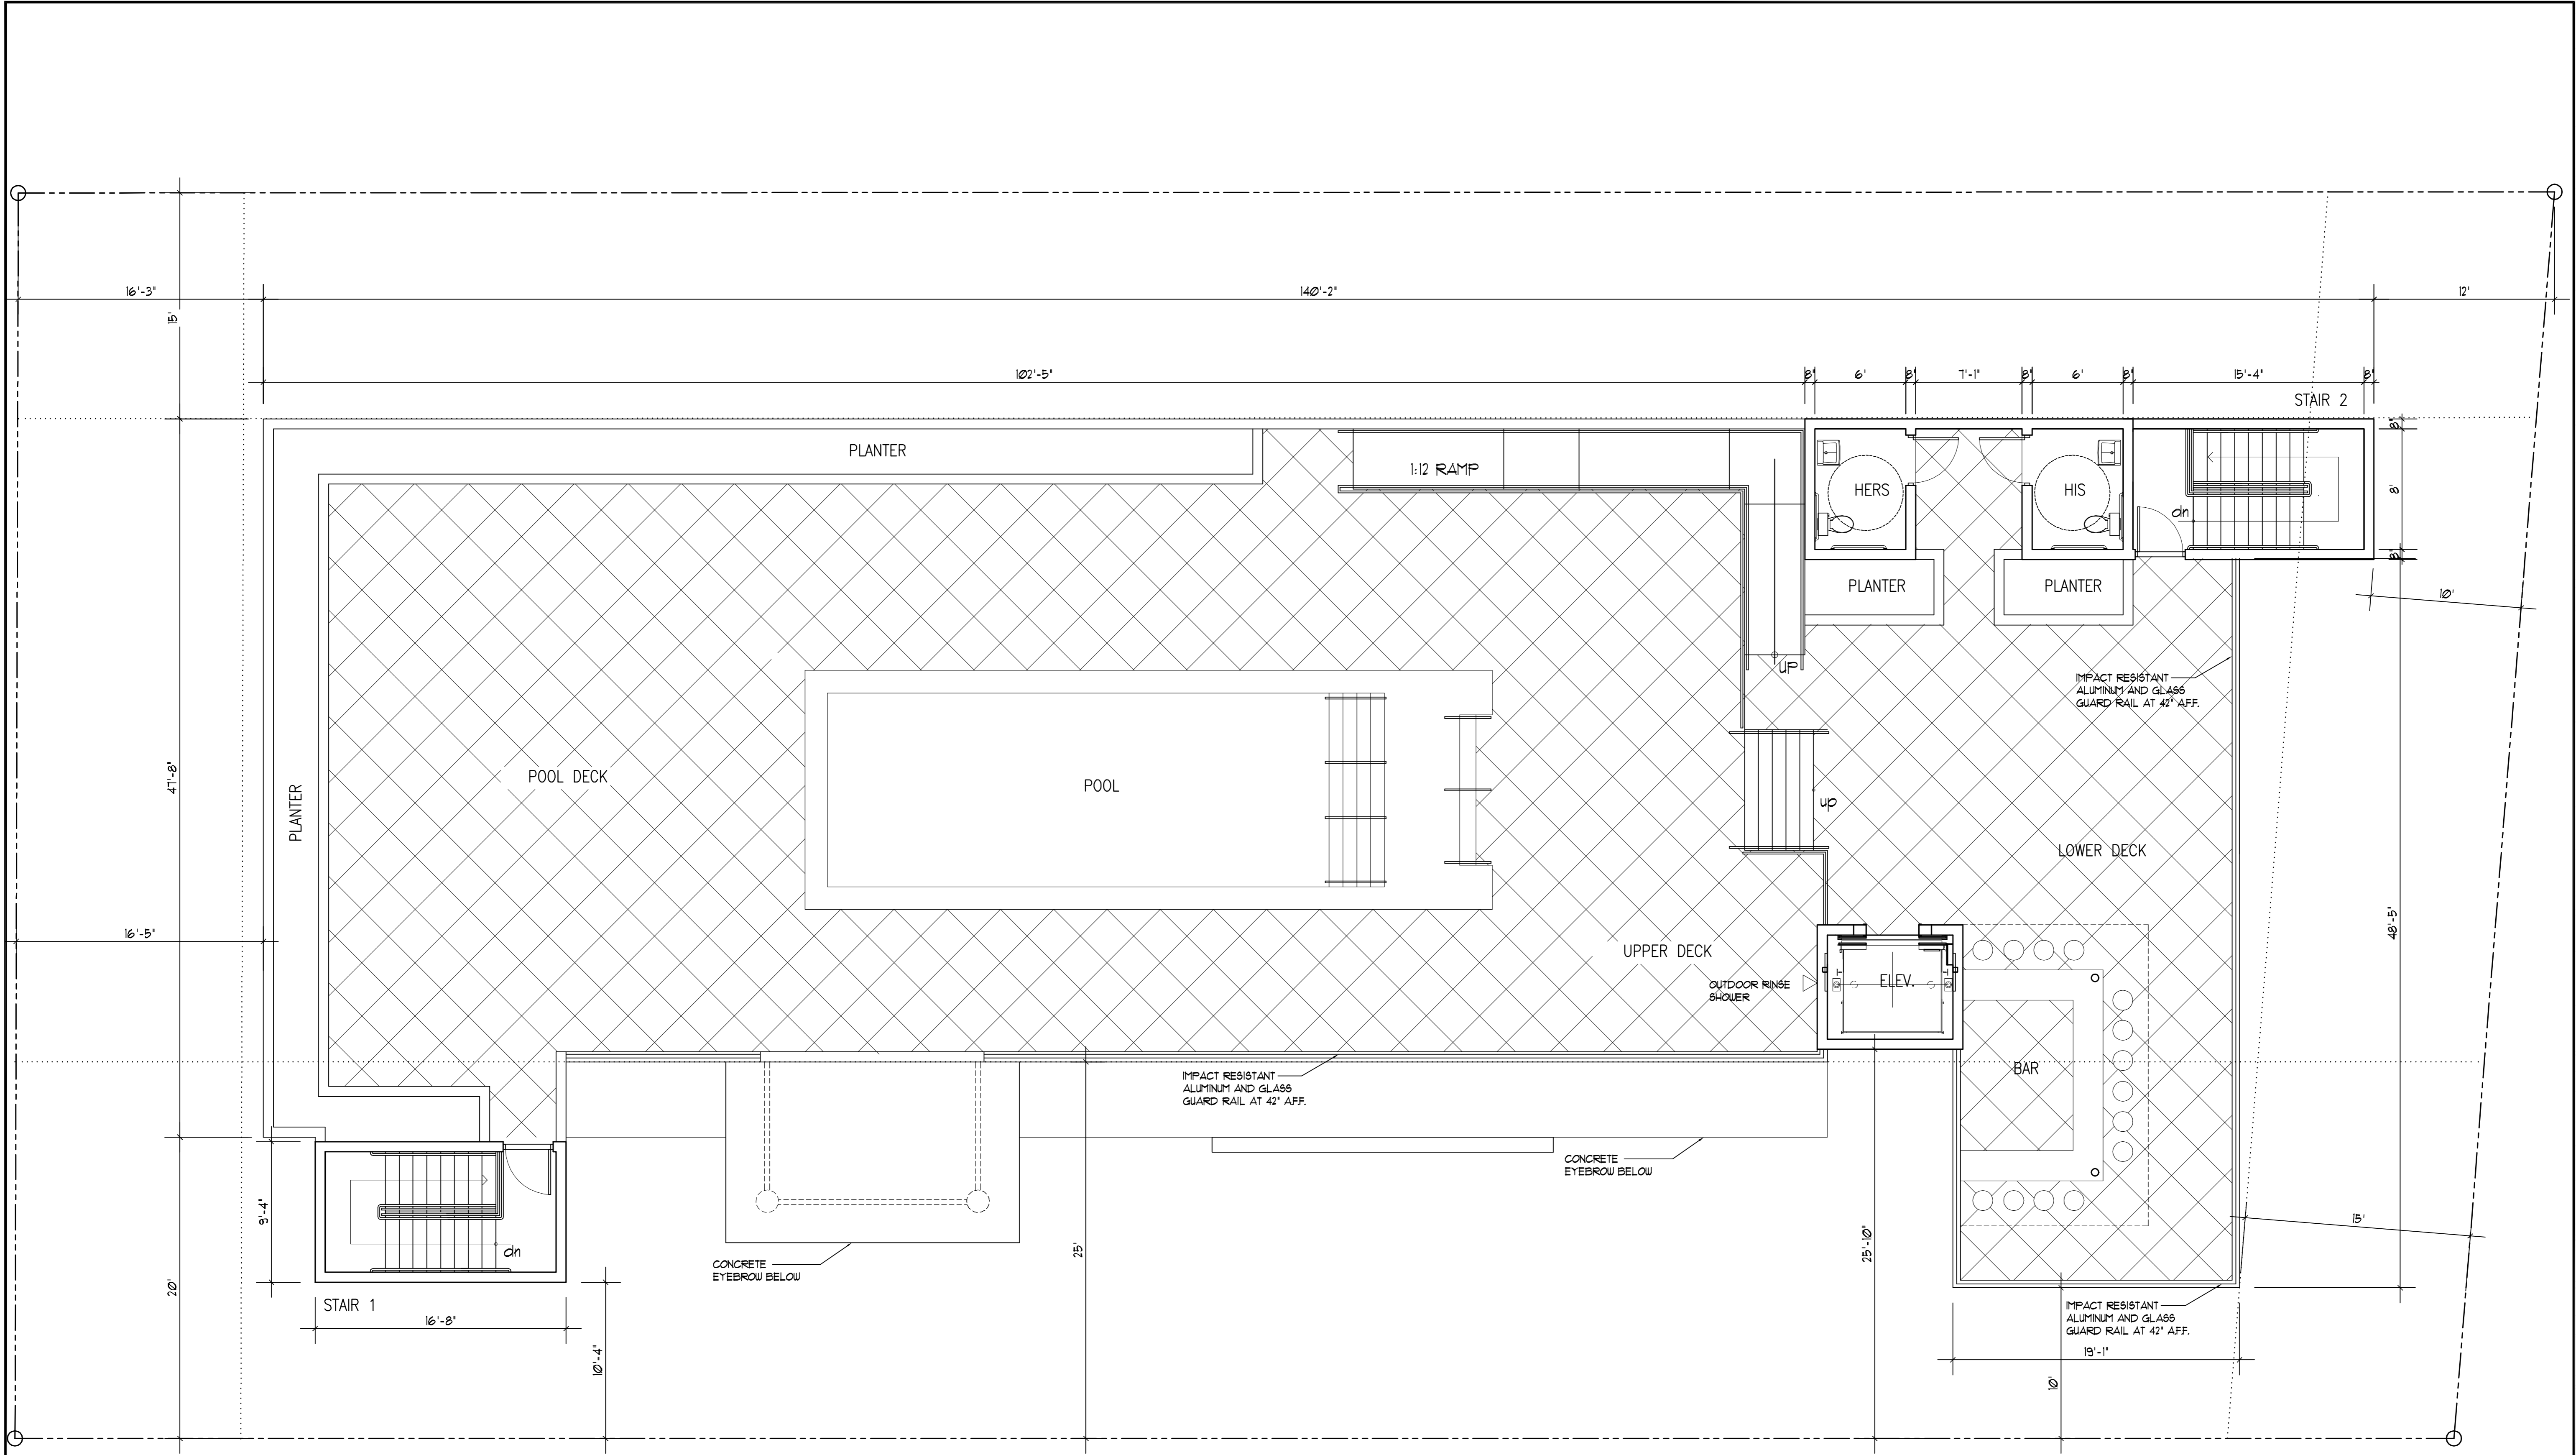 16'-3"
140'-2"
12'
15'
102'-5"
8"
6'
8"
7'-1"
8"
6'
8"
15'-4"
8"
STAIR 2
8"
PLANTER
1:12 RAMP
HERS
HIS
8'
dn
8"
PLANTER
PLANTER
10'
UP
IMPACT RESISTANT
ALUMINUM AND GLASS
GUARD RAIL AT 42" A.F.F.
47'-8"
POOL DECK
POOL
PLANTER
up
LOWER DECK
16'-5"
48'-5"
UPPER DECK
OUTDOOR RINSE
SHOWER
ELEV.
BAR
IMPACT RESISTANT
ALUMINUM AND GLASS
GUARD RAIL AT 42" A.F.F.
CONCRETE
EYEBROW BELOW
9'-4"
15'
dn
25'
25'-10"
CONCRETE
EYEBROW BELOW
20'
STAIR 1
16'-8"
IMPACT RESISTANT
ALUMINUM AND GLASS
GUARD RAIL AT 42" A.F.F.
10'-4"
19'-1"
10'